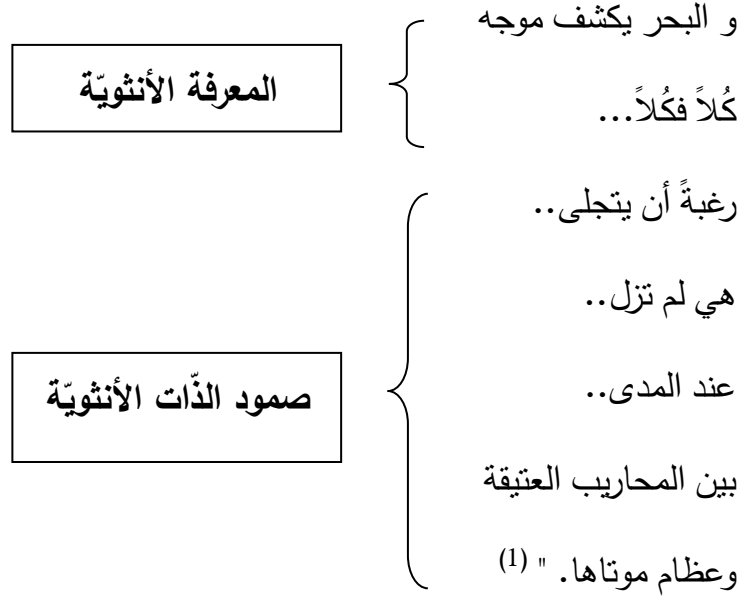 و البحر يكشف موجه
كُلاً فكُلاً...
المعرفة الأنثويّة
رغبةً أن يتجلى..
هي لم تزل..
عند المدى..
بين المحاريب العتيقة
وعظام موتاها. " (1)
صمود الذّات الأنثويّة